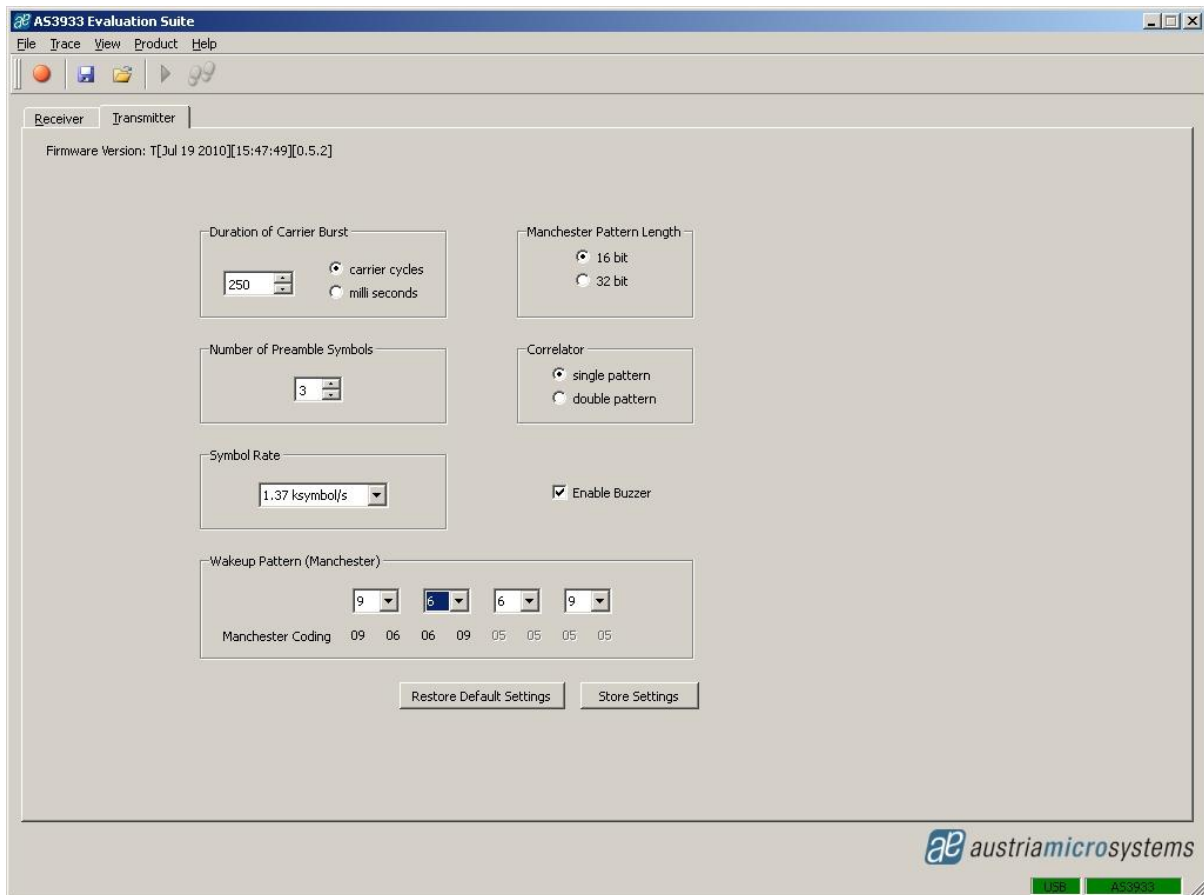 AS3933 Evaluation Suite
File Trace View Product Help
Receiver Transmitter
Firmware Version: T[Jul 19 2010][15:47:49][0.5.2]
Duration of Carrier Burst
250
carrier cycles
milli seconds
Manchester Pattern Length
16 bit
32 bit
Number of Preamble Symbols
3
Correlator
single pattern
double pattern
Symbol Rate
1.37 ksymbol/s
Enable Buzzer
Wakeup Pattern (Manchester)
9 6 6 9
Manchester Coding 09 06 06 09 05 05 05 05
Restore Default Settings Store Settings
ae austriamicrosystems
USB AS3933